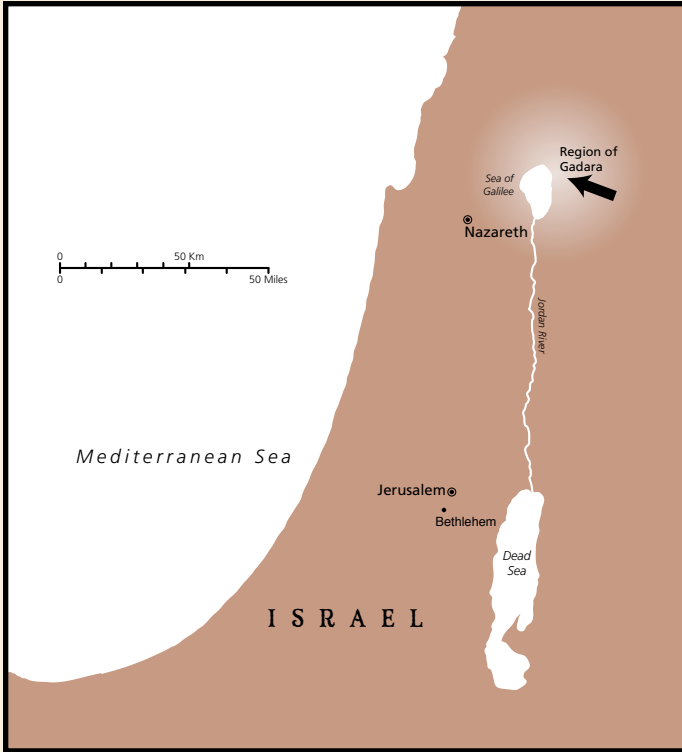 Region of
Gadara
Sea of
Galilee
Nazareth
0 50 Km
0 50 Miles
Jordan River
Mediterranean Sea
Jerusalem
Bethlehem
Dead
Sea
ISRAEL